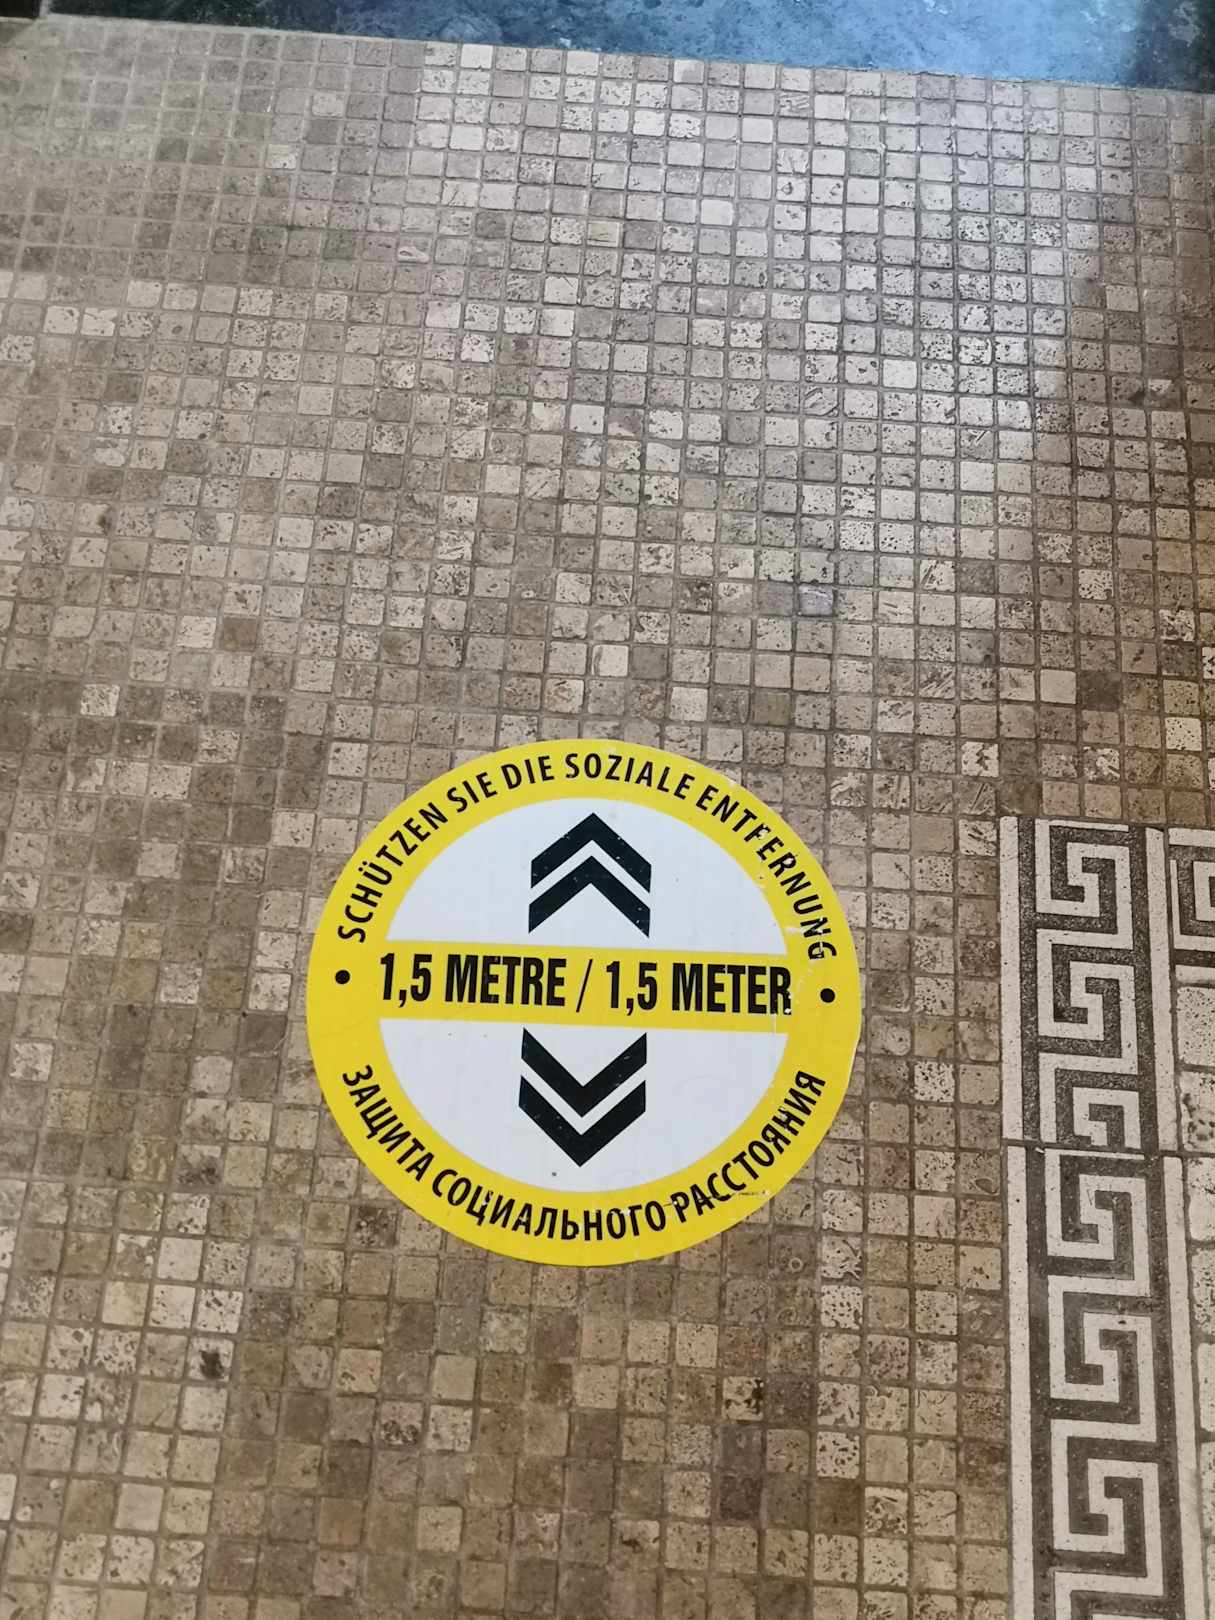 SCHÜTZEN SIE DIE SOZIALE ENTFERNUNG
• 1,5 METRE / 1,5 METER •
ЗАЩИТА СОЦИАЛЬНОГО РАССТОЯНИЯ